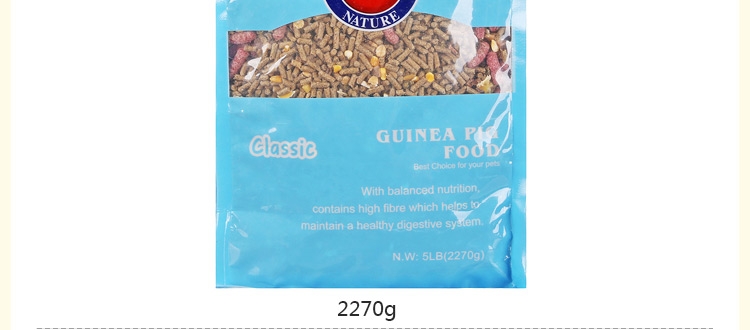 NATURE
Classic
GUINEA PIG
FOOD
Best Choice for your pets
With balanced nutrition,
contains high fibre which helps to
maintain a healthy digestive system.
N.W: 5LB(2270g)
2270g